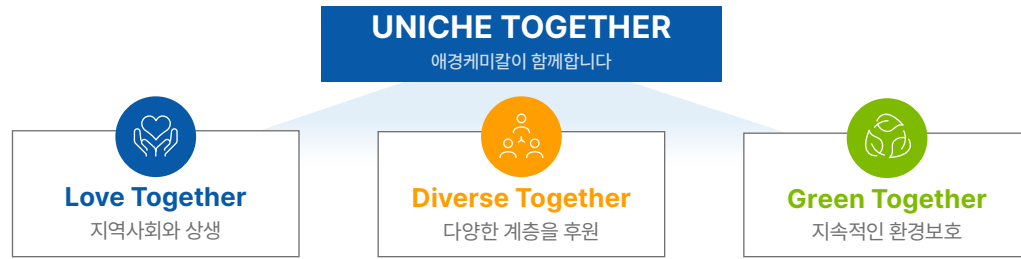 UNICHE TOGETHER
애경케미칼이 함께합니다
Love Together
지역사회와 상생
Diverse Together
다양한 계층을 후원
Green Together
지속적인 환경보호